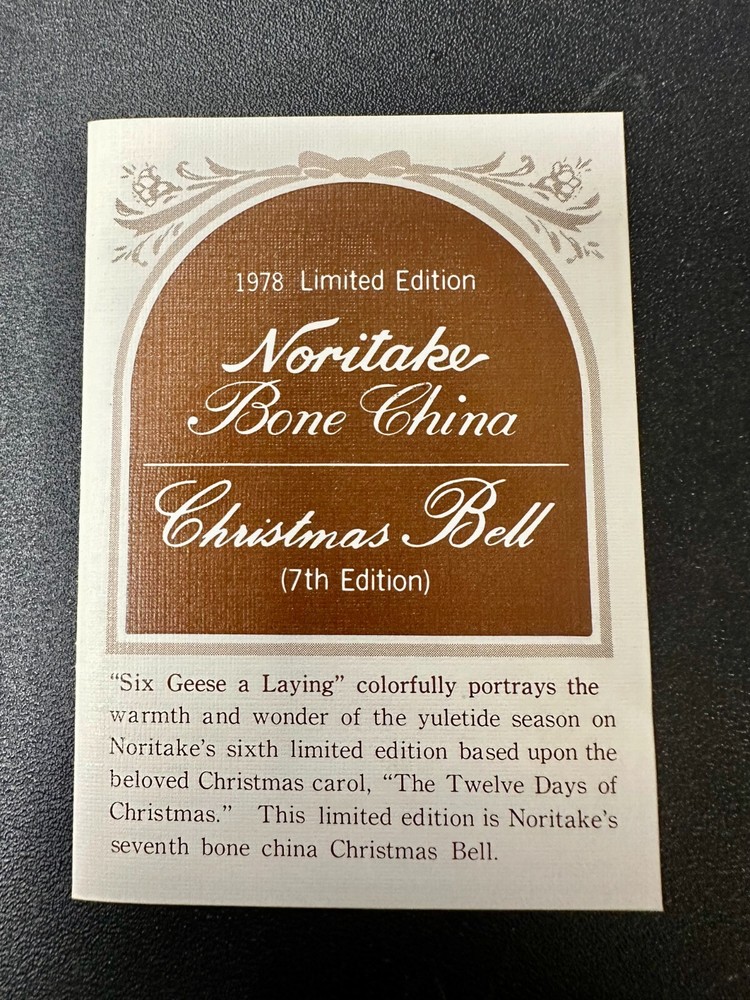 1978 Limited Edition
Noritake
Bone China
Christmas Bell
(7th Edition)
“Six Geese a Laying” colorfully portrays the
warmth and wonder of the yuletide season on
Noritake’s sixth limited edition based upon the
beloved Christmas carol, “The Twelve Days of
Christmas.” This limited edition is Noritake’s
seventh bone china Christmas Bell.